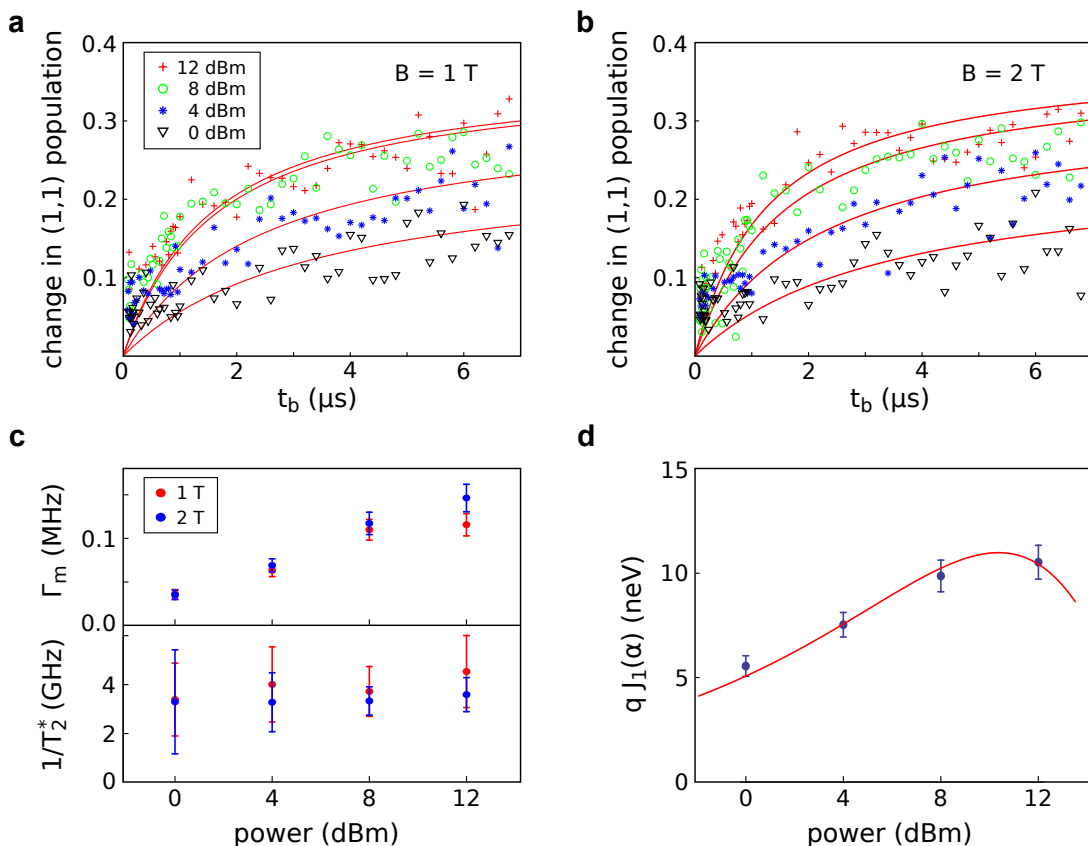 a
0.4
0.3
0.2
0.1
0
2
4
6
change in (1,1) population
t_b (μs)
12 dBm
8 dBm
4 dBm
0 dBm
B = 1 T
b
0.4
0.3
0.2
0.1
0
2
4
6
change in (1,1) population
t_b (μs)
B = 2 T
c
1 T
2 T
0.1
0.0
Γ_m (MHz)
4
2
0
1/T_2^* (GHz)
0
4
8
12
power (dBm)
d
15
10
5
0
q J_1(α) (neV)
0
4
8
12
power (dBm)